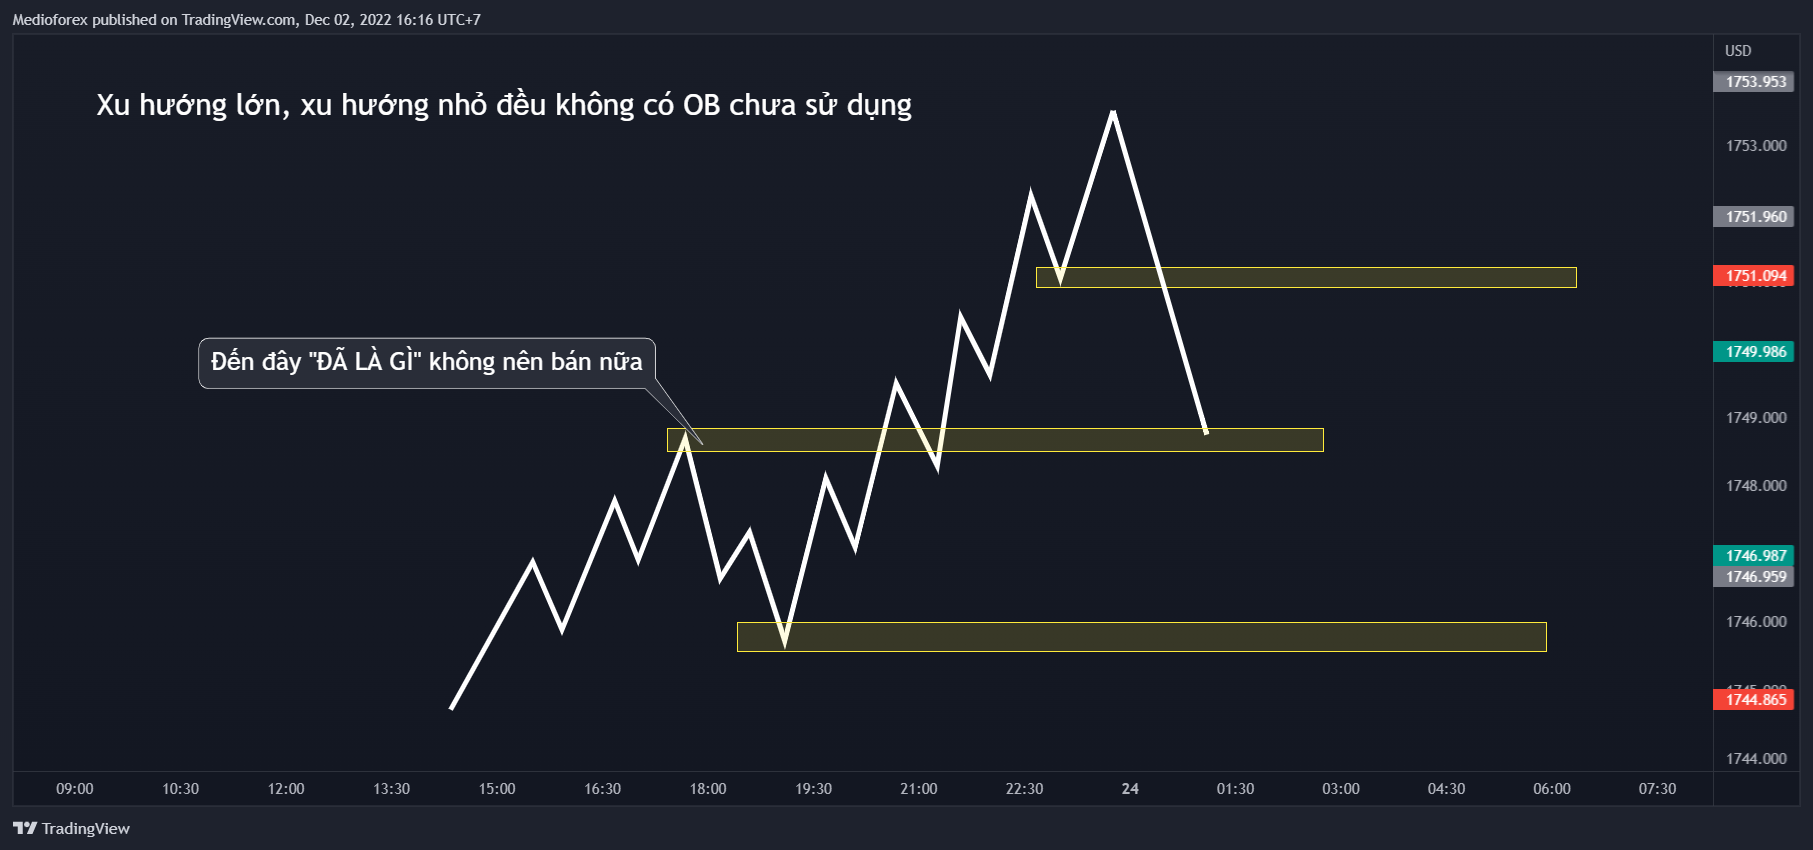 Medioforex published on TradingView.com, Dec 02, 2022 16:16 UTC+7
USD
1753.953
Xu hướng lớn, xu hướng nhỏ đều không có OB chưa sử dụng
1753.000
1751.960
1751.094
1749.986
Đến đây "ĐÃ LÀ GÌ" không nên bán nữa
1749.000
1748.000
1746.987
1746.959
1746.000
1744.865
1744.000
09:00 10:30 12:00 13:30 15:00 16:30 18:00 19:30 21:00 22:30 24 01:30 03:00 04:30 06:00 07:30
TradingView